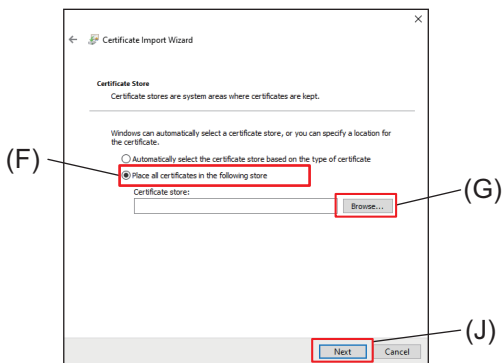 Certificate Import Wizard
Certificate Store
Certificate stores are system areas where certificates are kept.
Windows can automatically select a certificate store, or you can specify a location for
the certificate.
Automatically select the certificate store based on the type of certificate
(F)
Place all certificates in the following store
Certificate store:
Browse...
(G)
(J)
Next
Cancel